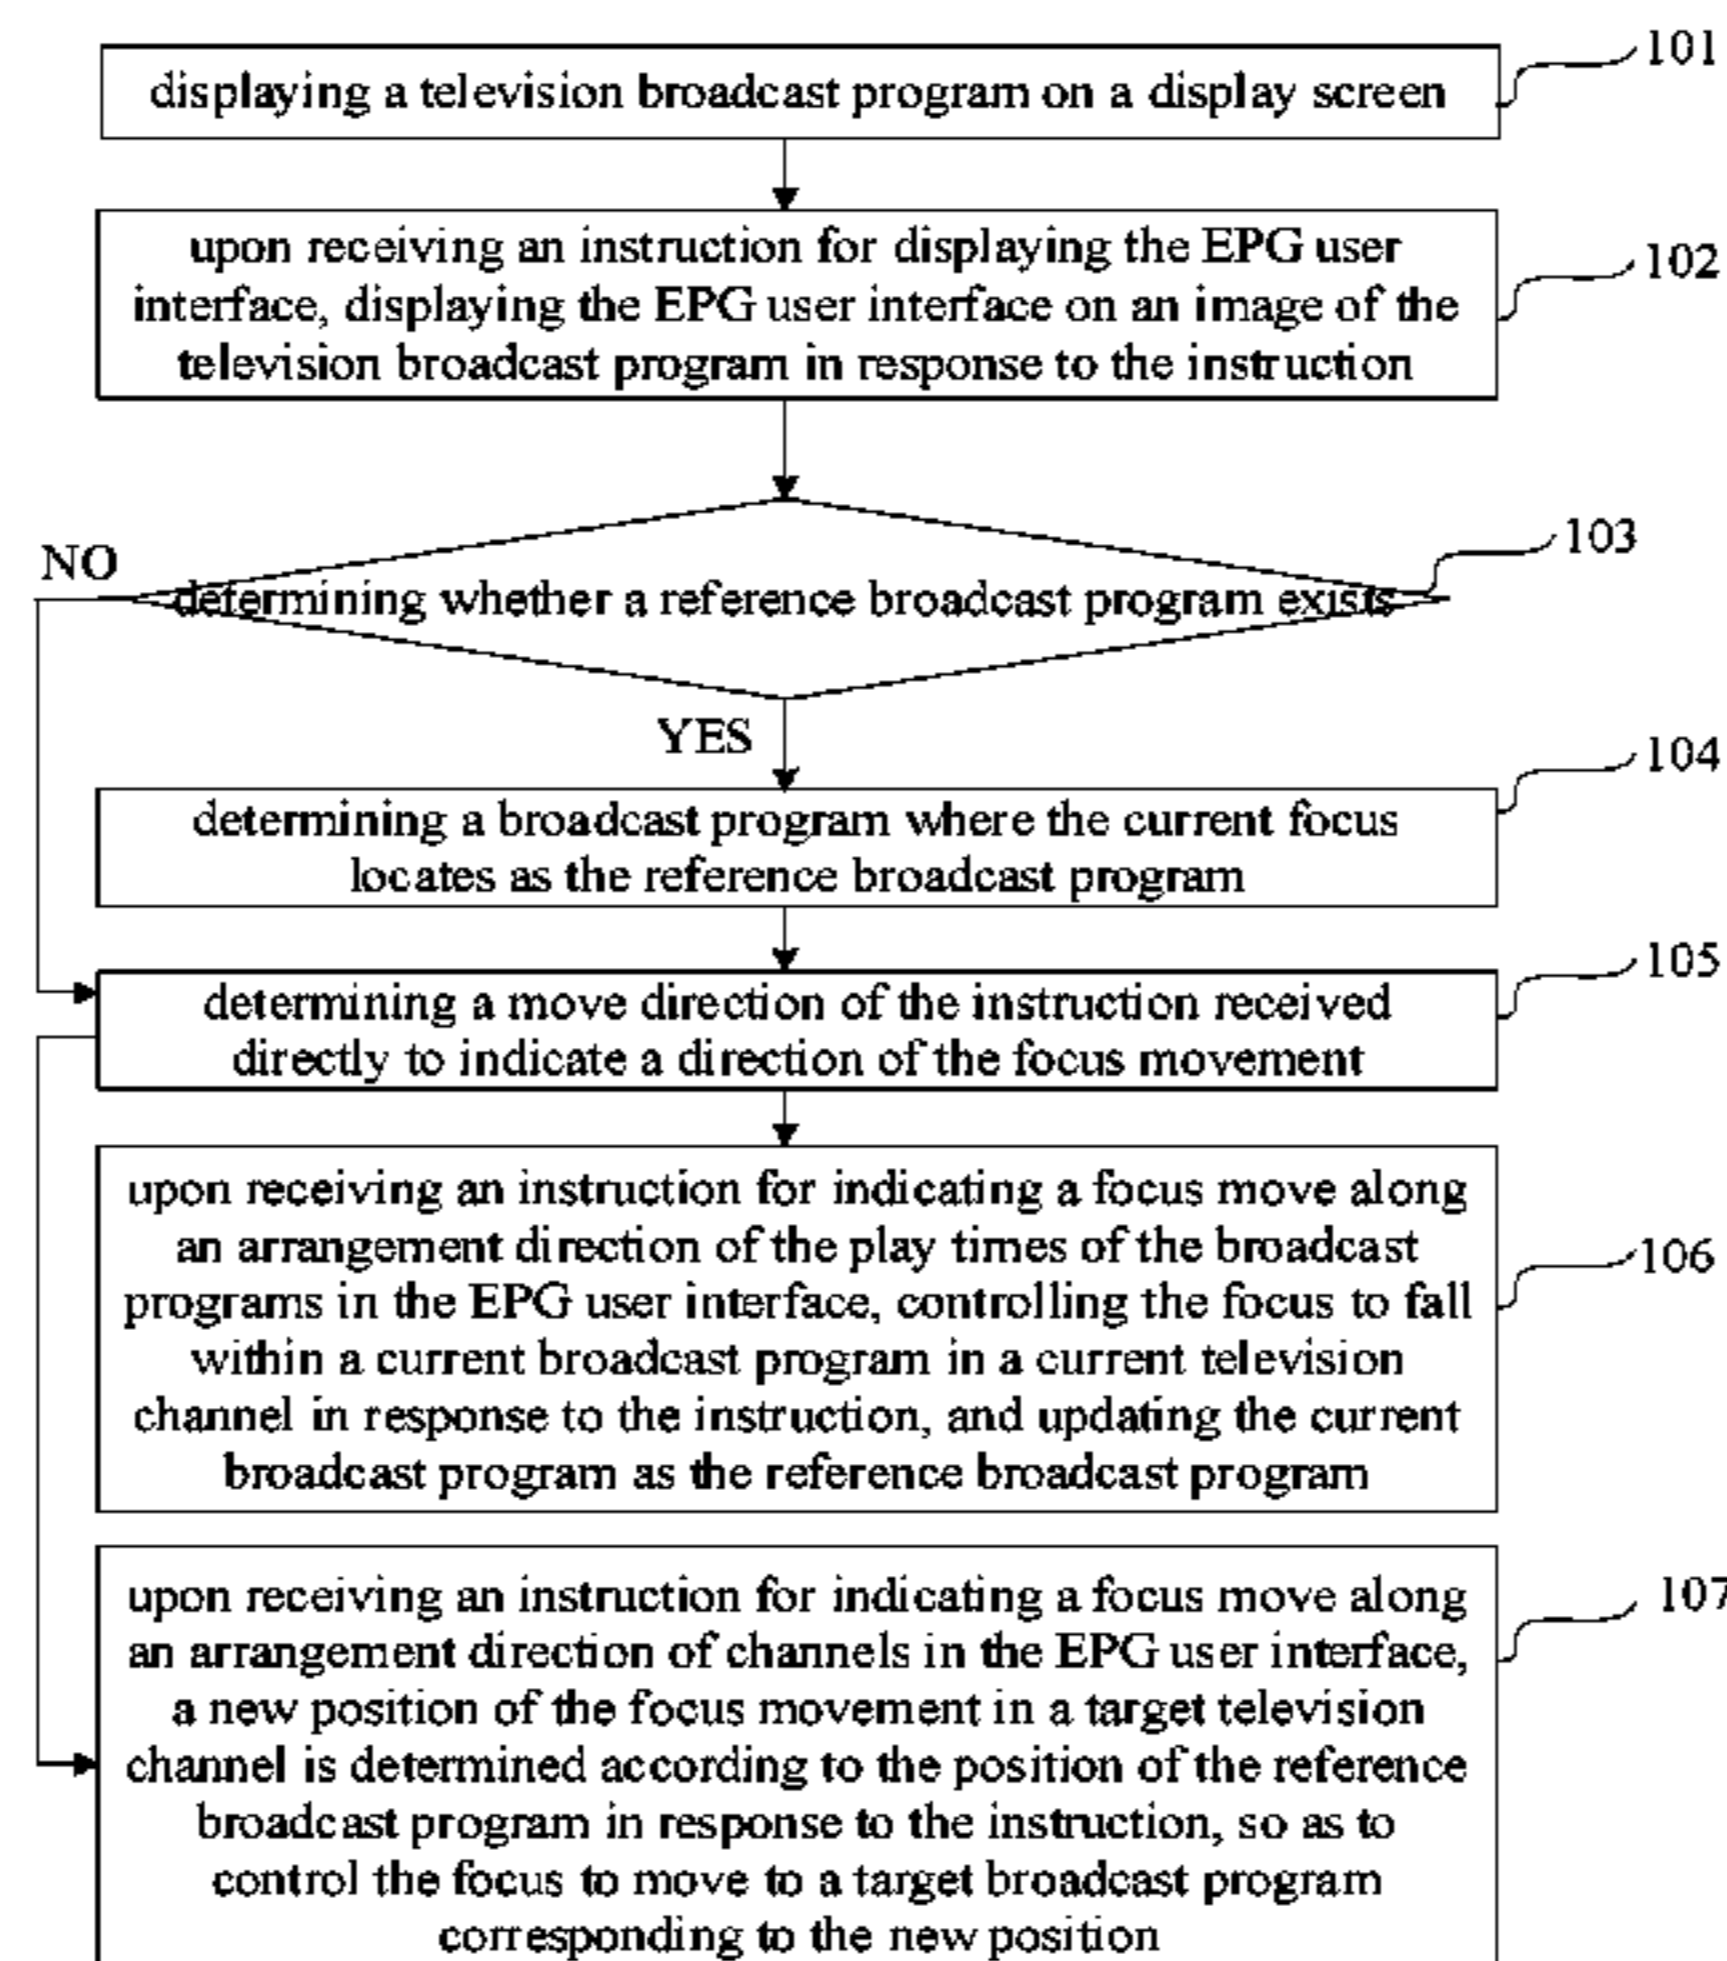 101
displaying a television broadcast program on a display screen
102
upon receiving an instruction for displaying the EPG user
interface, displaying the EPG user interface on an image of the
television broadcast program in response to the instruction
103
NO
determining whether a reference broadcast program exists
YES
104
determining a broadcast program where the current focus
locates as the reference broadcast program
105
determining a move direction of the instruction received
directly to indicate a direction of the focus movement
106
upon receiving an instruction for indicating a focus move along
an arrangement direction of the play times of the broadcast
programs in the EPG user interface, controlling the focus to fall
within a current broadcast program in a current television
channel in response to the instruction, and updating the current
broadcast program as the reference broadcast program
107
upon receiving an instruction for indicating a focus move along
an arrangement direction of channels in the EPG user interface,
a new position of the focus movement in a target television
channel is determined according to the position of the reference
broadcast program in response to the instruction, so as to
control the focus to move to a target broadcast program
corresponding to the new position